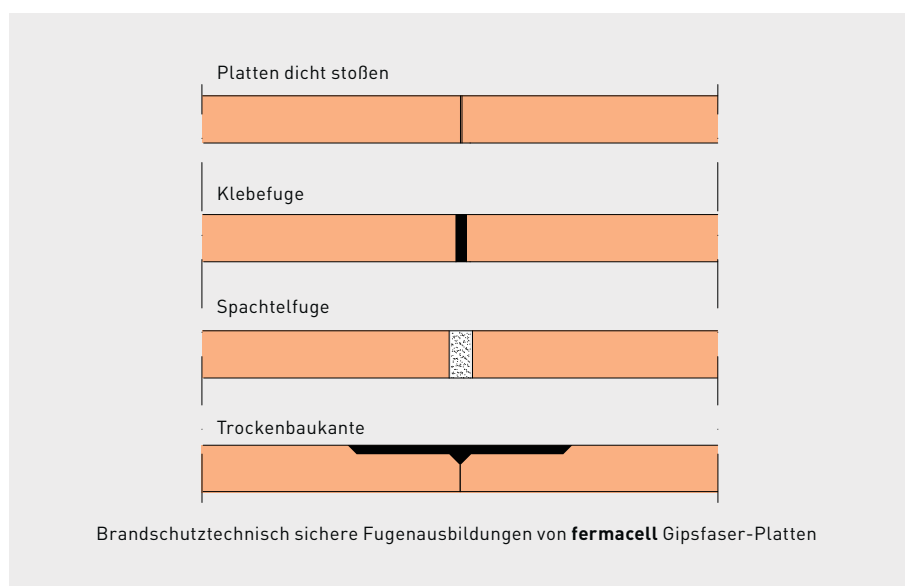 Platten dicht stoßen
Klebefuge
Spachtelfuge
Trockenbaukante
Brandschutztechnisch sichere Fugenausbildungen von fermacell Gipsfaser-Platten